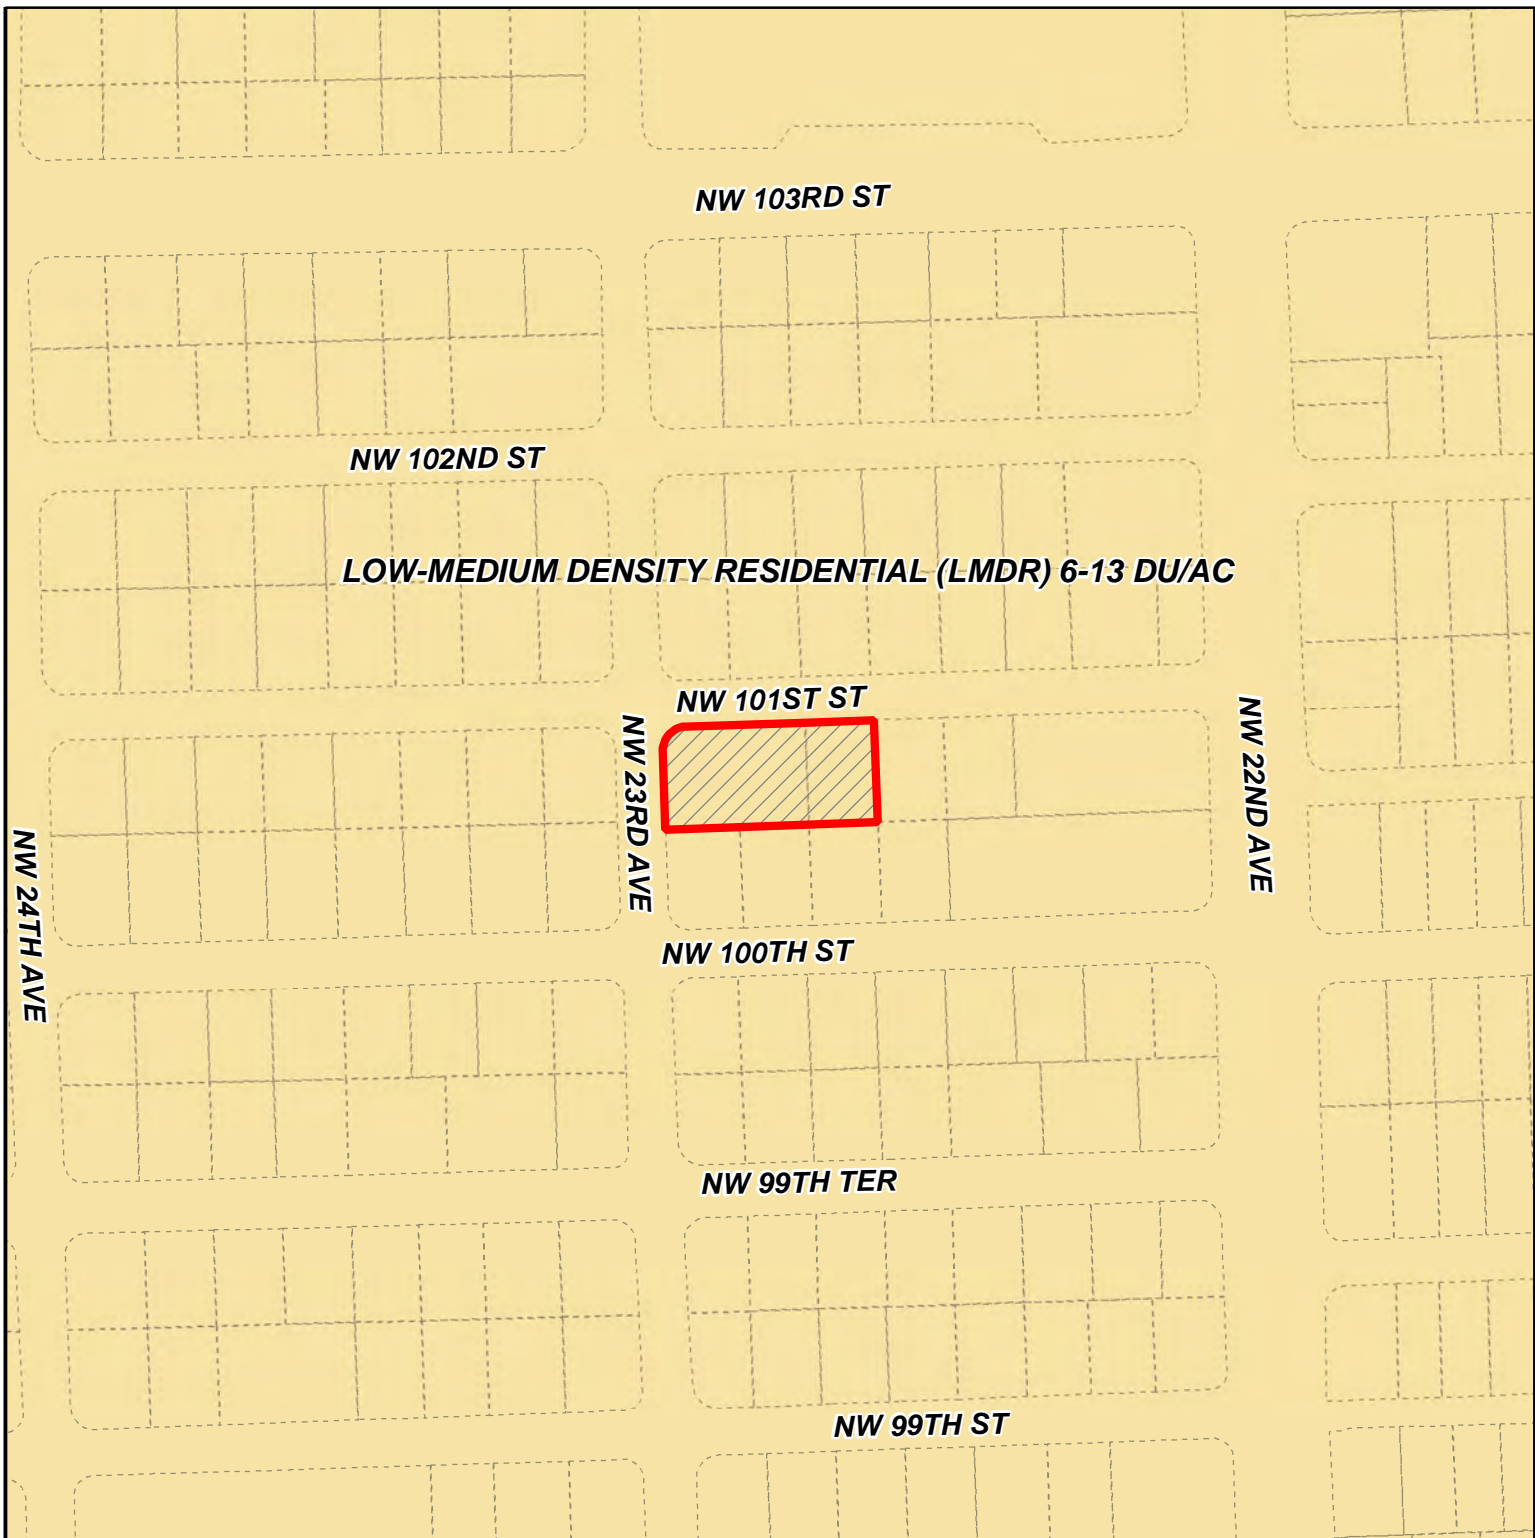 NW 103RD ST
NW 102ND ST
LOW-MEDIUM DENSITY RESIDENTIAL (LMDR) 6-13 DU/AC
NW 101ST ST
NW 23RD AVE
NW 22ND AVE
NW 24TH AVE
NW 100TH ST
NW 99TH TER
NW 99TH ST